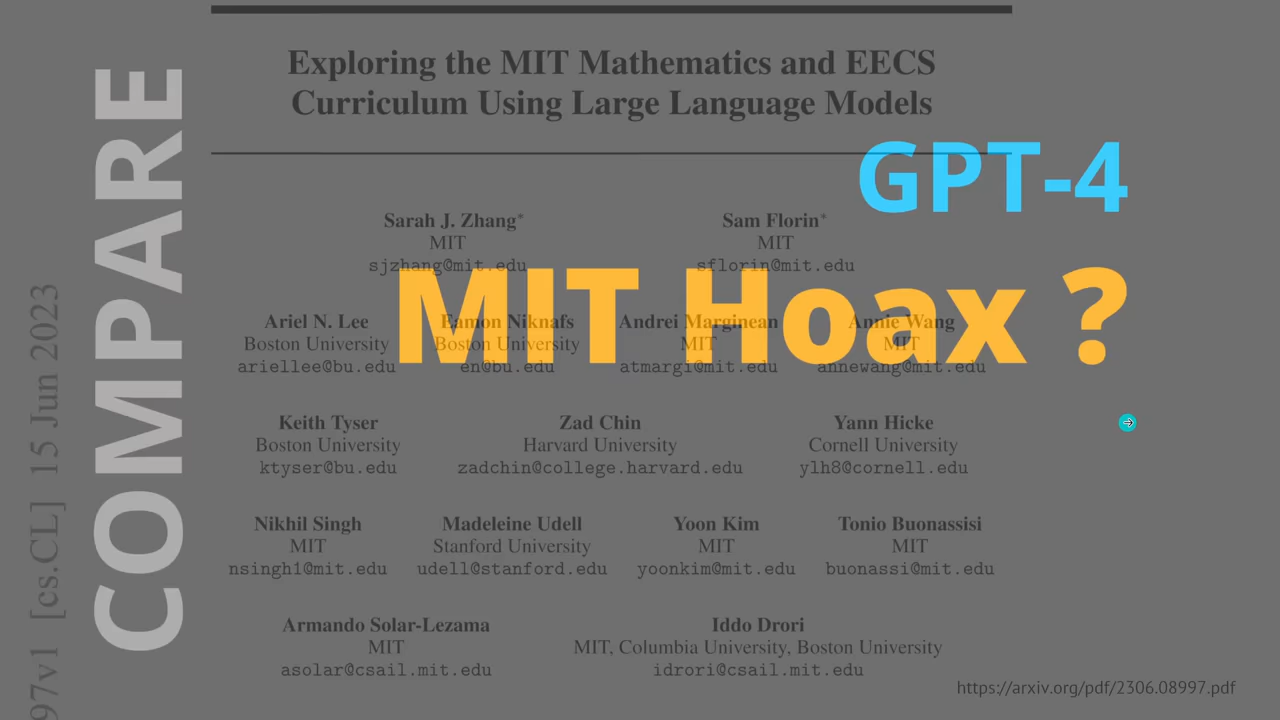 Exploring the MIT Mathematics and EECS
Curriculum Using Large Language Models
GPT-4
MIT Hoax ?
COMPARE
97v1 [cs.CL] 15 Jun 2023
Sarah J. Zhang* Sam Florin*
MIT MIT
sjzhang@mit.edu sflorin@mit.edu
Ariel N. Lee Eamon Niknafs Andrei Marginean Annie Wang
Boston University Boston University MIT MIT
ariellee@bu.edu en@bu.edu atmargi@mit.edu annewang@mit.edu
Keith Tyser Zad Chin Yann Hicke
Boston University Harvard University Cornell University
ktyser@bu.edu zadchin@college.harvard.edu ylh8@cornell.edu
Nikhil Singh Madeleine Udell Yoon Kim Tonio Buonassisi
MIT Stanford University MIT MIT
nsingh1@mit.edu udell@stanford.edu yoonkim@mit.edu buonassi@mit.edu
Armando Solar-Lezama Iddo Drori
MIT MIT, Columbia University, Boston University
asolar@csail.mit.edu idrori@csail.mit.edu
https://arxiv.org/pdf/2306.08997.pdf